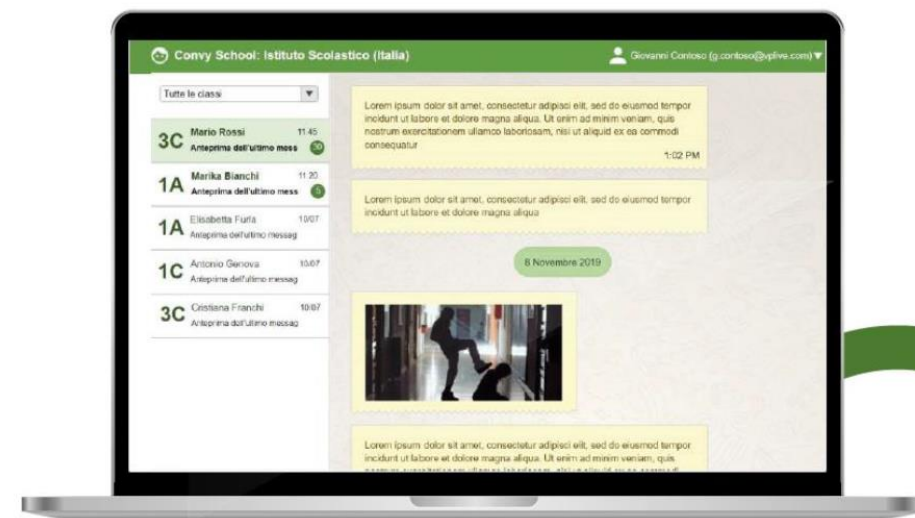 Convy School: Istituto Scolastico (Italia)
Giovanni Contoso (g.contoso@vplive.com)
Tutte le classi
3C Mario Rossi 11:45
Anteprima dell'ultimo mess 30
1A Marika Bianchi 11:20
Anteprima dell'ultimo mess 5
1A Elisabetta Furla 10/07
Anteprima dell'ultimo messag
1C Antonio Genova 10/07
Anteprima dell'ultimo messag
3C Cristiana Franchi 10/07
Anteprima dell'ultimo messag
Lorem ipsum dolor sit amet, consectetur adipisci elit, sed do eiusmod tempor
incidunt ut labore et dolore magna aliqua. Ut enim ad minim veniam, quis
nostrum exercitationem ullamco laboriosam, nisi ut aliquid ex ea commodi
consequatur
1:02 PM
Lorem ipsum dolor sit amet, consectetur adipisci elit, sed do eiusmod tempor
incidunt ut labore et dolore magna aliqua
8 Novembre 2019
Lorem ipsum dolor sit amet, consectetur adipisci elit, sed do eiusmod tempor
incidunt ut labore et dolore magna aliqua. Ut enim ad minim veniam, quis